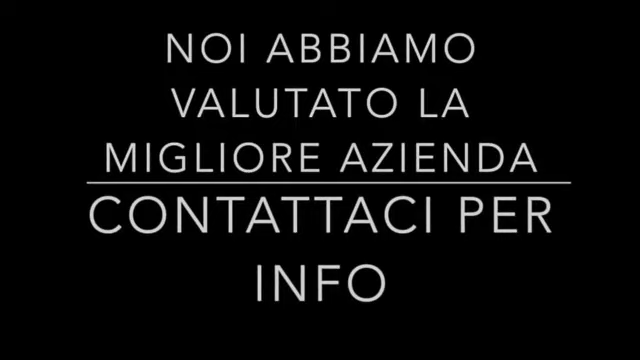 NOI ABBIAMO
VALUTATO LA
MIGLIORE AZIENDA
CONTATTACI PER
INFO